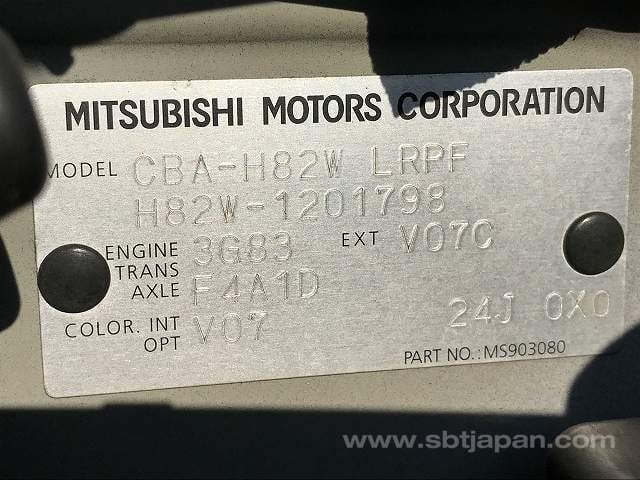 MITSUBISHI MOTORS CORPORATION
MODEL CBA-H82W LRPF
H82W-1201798
ENGINE 3G83 EXT V07C
TRANS
AXLE F4A1D
COLOR. INT V07 24J 0X0
OPT
PART NO.: MS903080
www.sbtjapan.com